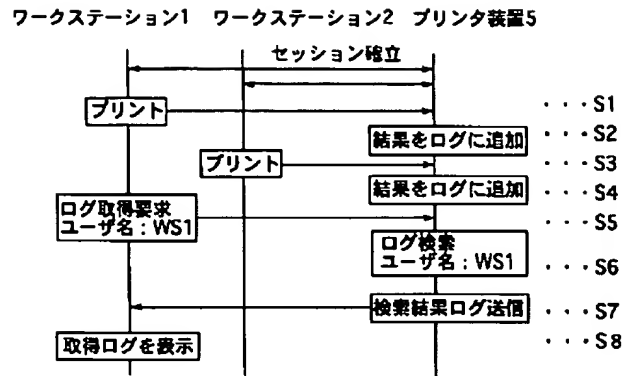 ワークステーション1 ワークステーション2 プリンタ装置5
セッション確立
プリント
・・・S1
結果をログに追加
・・・S2
プリント
・・・S3
結果をログに追加
・・・S4
ログ取得要求
ユーザ名：WS1
・・・S5
ログ検索
ユーザ名：WS1
・・・S6
検索結果ログ送信
・・・S7
取得ログを表示
・・・S8